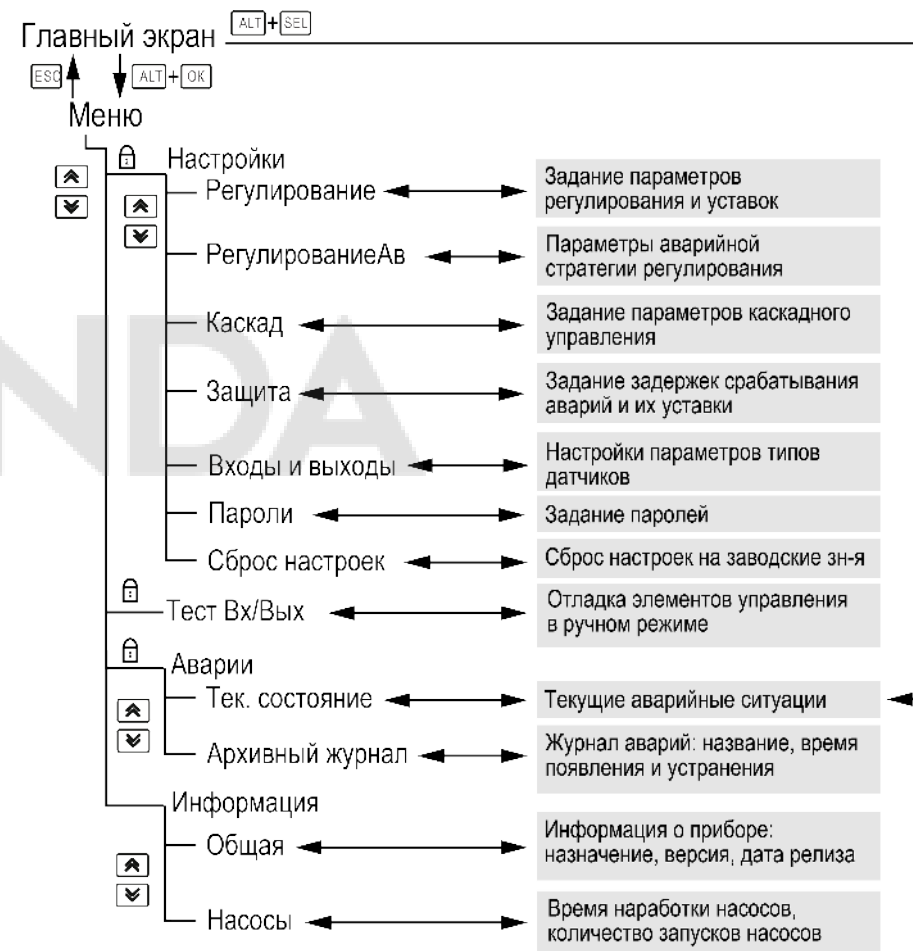 ALT + SEL
Главный экран
ESC ALT + OK
Меню
Настройки
Регулирование
Задание параметров
регулирования и уставок
РегулированиеАв
Параметры аварийной
стратегии регулирования
Каскад
Задание параметров каскадного
управления
NDA
Защита
Задание задержек срабатывания
аварий и их уставки
Входы и выходы
Настройки параметров типов
датчиков
Пароли
Задание паролей
Сброс настроек
Сброс настроек на заводские зн-я
Тест Вх/Вых
Отладка элементов управления
в ручном режиме
Аварии
Тек. состояние
Текущие аварийные ситуации
Архивный журнал
Журнал аварий: название, время
появления и устранения
Информация
Общая
Информация о приборе:
назначение, версия, дата релиза
Насосы
Время наработки насосов,
количество запусков насосов